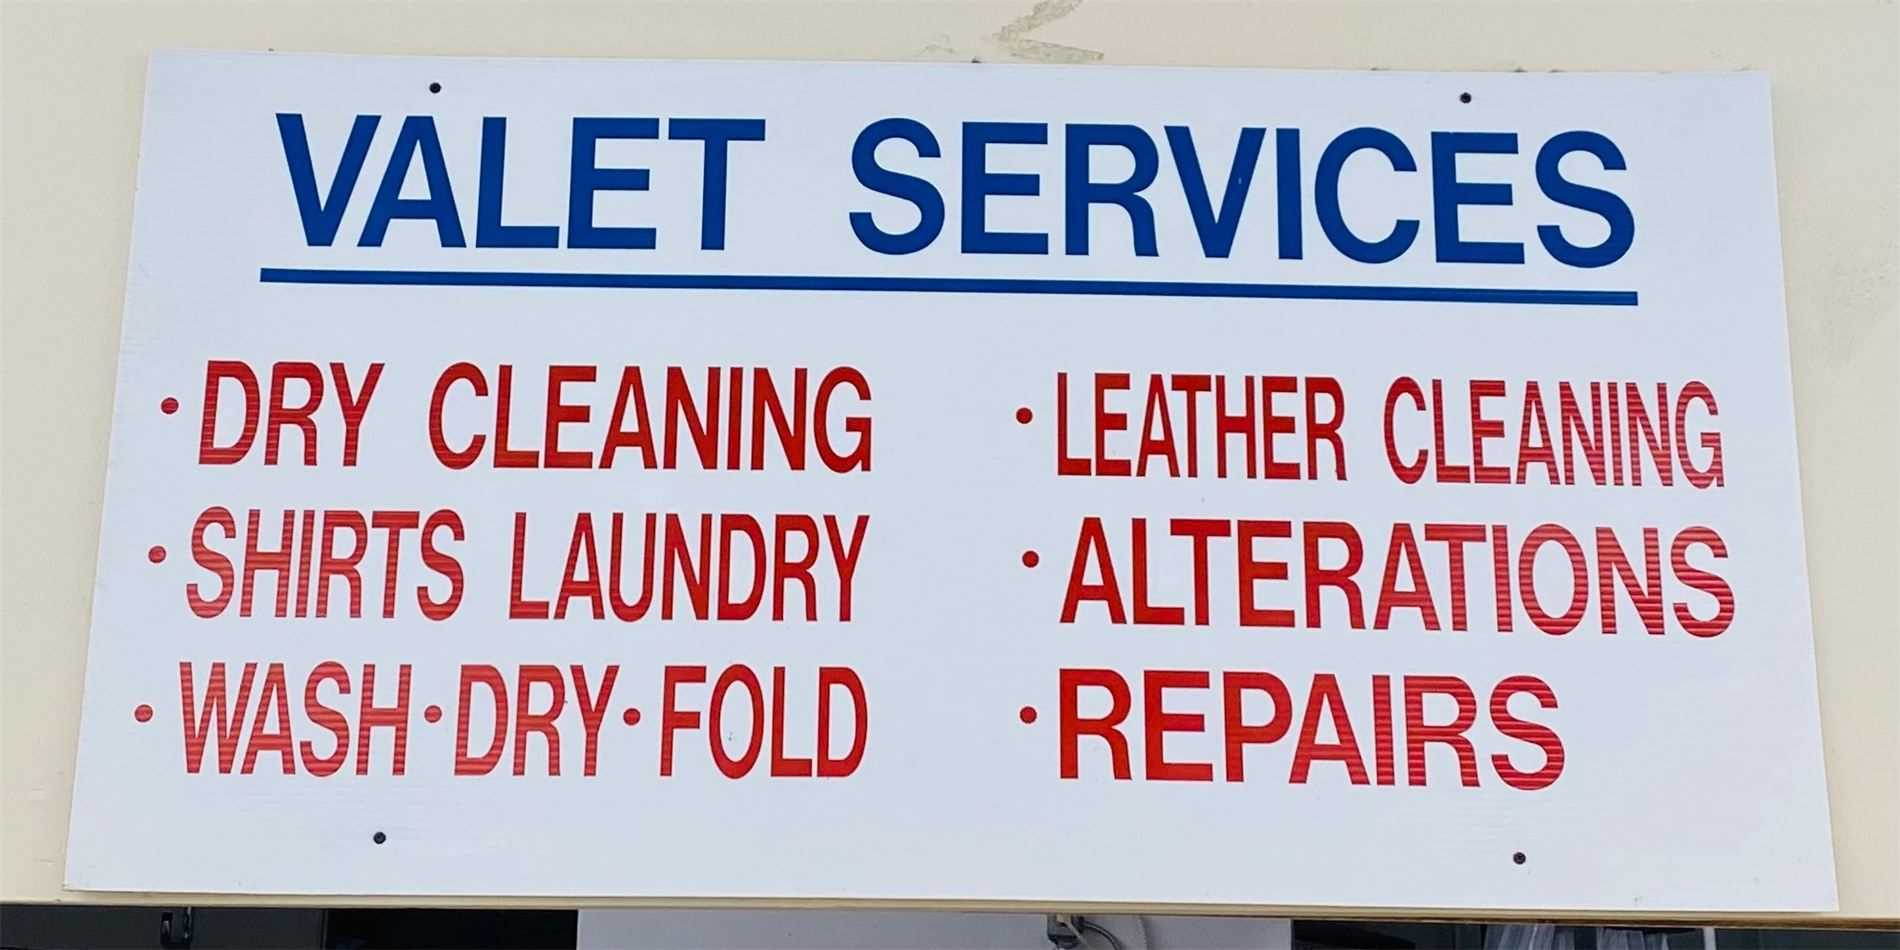 VALET SERVICES
• DRY CLEANING
• SHIRTS LAUNDRY
• WASH • DRY • FOLD
• LEATHER CLEANING
• ALTERATIONS
• REPAIRS